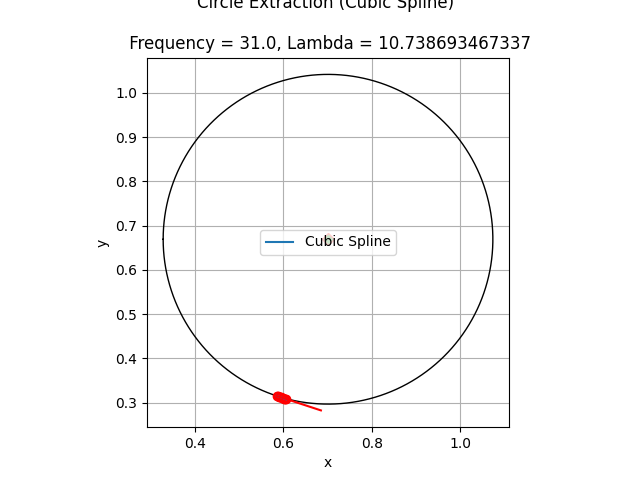 Circle Extraction (Cubic Spline)
Frequency = 31.0, Lambda = 10.738693467337
1.0
0.9
0.8
0.7
0.6
0.5
0.4
0.3
y
Cubic Spline
0.4 0.6 0.8 1.0
x